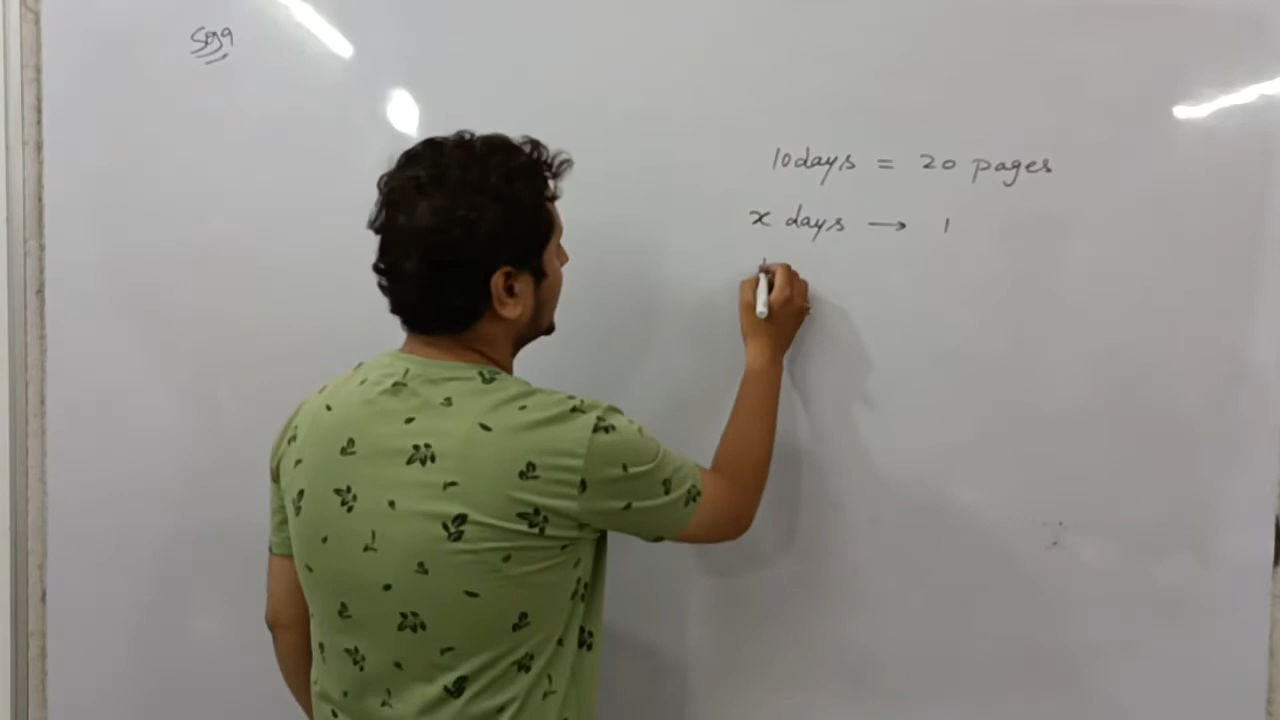 10days = 20 pages
x days → 1